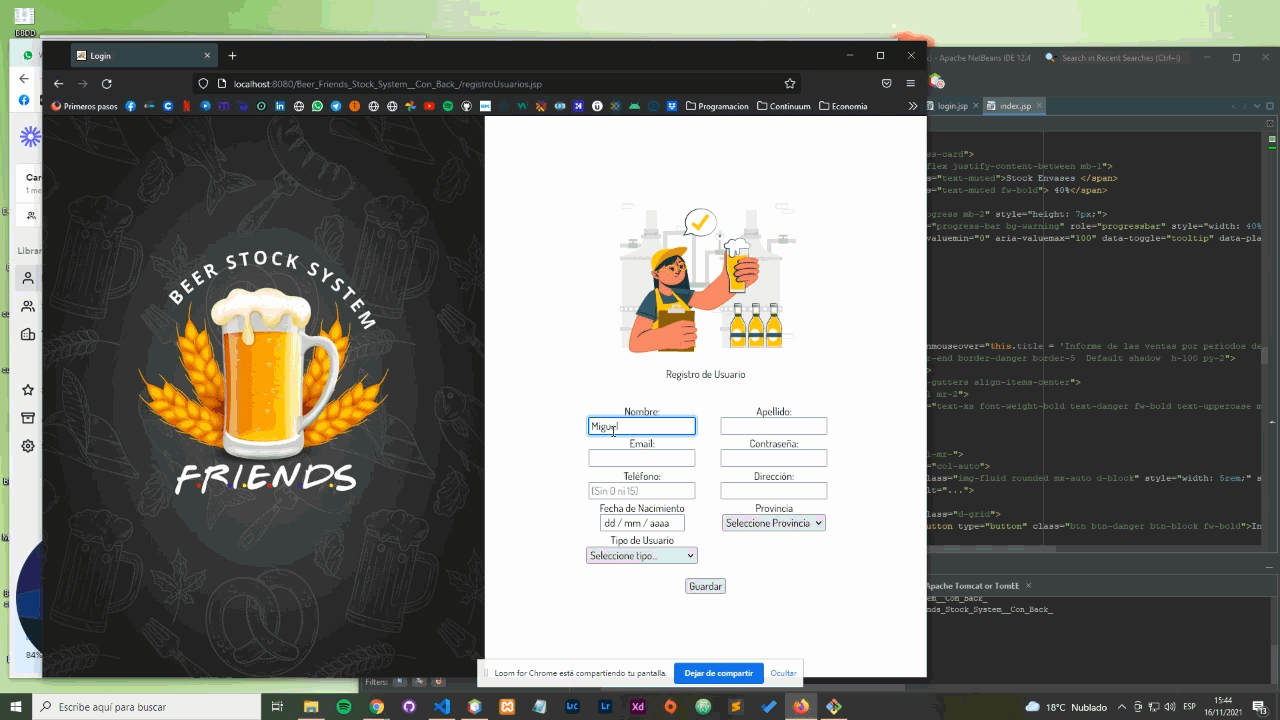 BBDD
Login
Apache NetBeans IDE 12.4
Search in Recent Searches (Ctrl+I)
localhost:8080/Beer_Friends_Stock_System__Con_Back_/registroUsuarios.jsp
Primeros pasos
Programacion
Continuum
Economia
login.jsp
index.jsp
ss-card">
flex justify-content-between mb-1">
s="text-muted">Stock Envases </span>
s="text-muted fw-bold"> 40%</span>
ogress mb-2" style="height: 7px;">
="progress-bar bg-warning" role="progressbar" style="width: 40%
valuemin="0" aria-valuemax="100" data-toggle="tooltip" data-pla
BEER STOCK SYSTEM
FRIENDS
nmouseover="this.title = 'Informe de las ventas por periodos de
r-end border-danger border-5  Default shadow  h-100 py-2">
-gutters align-items-center">
l mr-2">
="text-xs font-weight-bold text-danger fw-bold text-uppercase m
l-mr-">
"col-auto">
lass="img-fluid rounded mx-auto d-block" style="width: 6rem;" s
lt="...">
lass="d-grid">
utton type="button" class="btn btn-danger btn-block fw-bold">In
Registro de Usuario
Nombre:
Apellido:
Miguel
Email:
Contraseña:
Teléfono:
Dirección:
(Sin 0 ni 15)
Fecha de Nacimiento
Provincia
dd / mm / aaaa
Seleccione Provincia
Tipo de Usuario
Seleccione tipo...
Guardar
Apache Tomcat or TomEE
em__Con_Back_
nds_Stock_System__Con_Back_
84%
Loom for Chrome está compartiendo tu pantalla.
Dejar de compartir
Ocultar
Filters:
Escribe aquí para buscar
18°C Nublado
ESP
15:44
16/11/2021